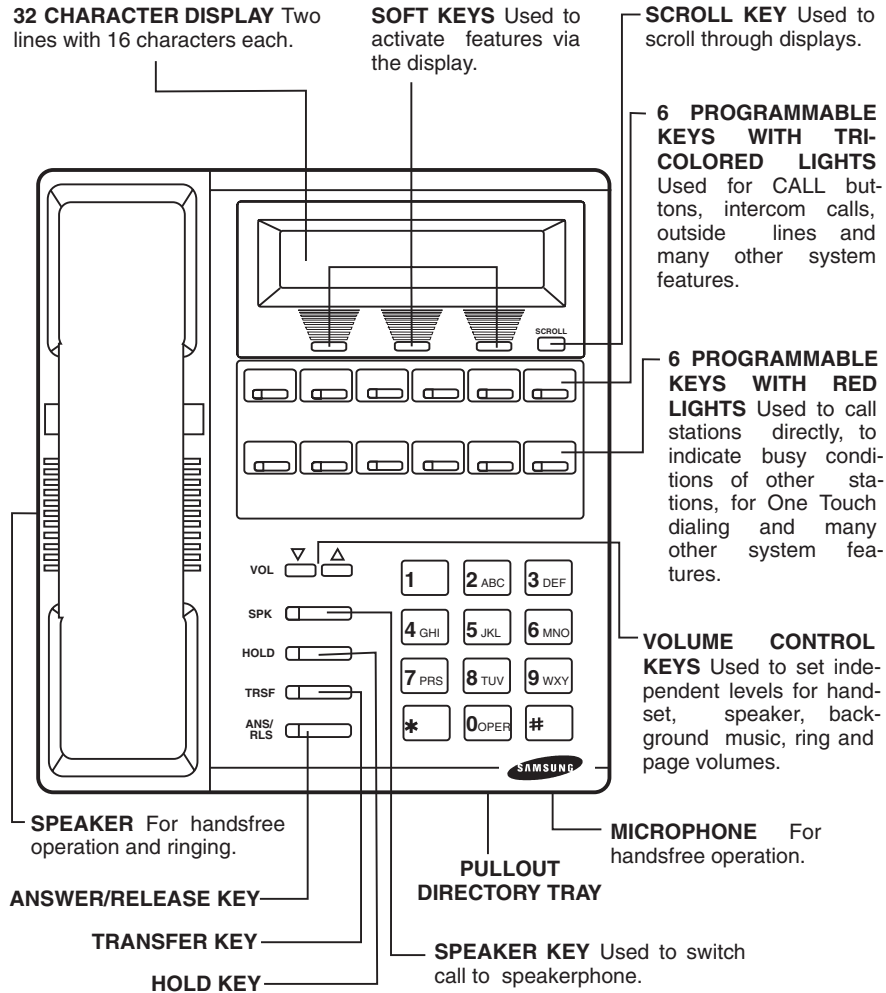 32 CHARACTER DISPLAY Two
lines with 16 characters each.
SOFT KEYS Used to
activate features via
the display.
SCROLL KEY Used to
scroll through displays.
6 PROGRAMMABLE
KEYS WITH TRI-
COLORED LIGHTS
Used for CALL but-
tons, intercom calls,
outside lines and
many other system
features.
SCROLL
6 PROGRAMMABLE
KEYS WITH RED
LIGHTS Used to call
stations directly, to
indicate busy condi-
tions of other sta-
tions, for One Touch
dialing and many
other system fea-
tures.
VOL
SPK
HOLD
TRSF
ANS/
RLS
1 2 ABC 3 DEF
4 GHI 5 JKL 6 MNO
7 PRS 8 TUV 9 WXY
* 0 OPER #
SAMSUNG
VOLUME CONTROL
KEYS Used to set inde-
pendent levels for hand-
set, speaker, back-
ground music, ring and
page volumes.
SPEAKER For handsfree
operation and ringing.
MICROPHONE For
handsfree operation.
PULLOUT
DIRECTORY TRAY
ANSWER/RELEASE KEY
TRANSFER KEY
HOLD KEY
SPEAKER KEY Used to switch
call to speakerphone.